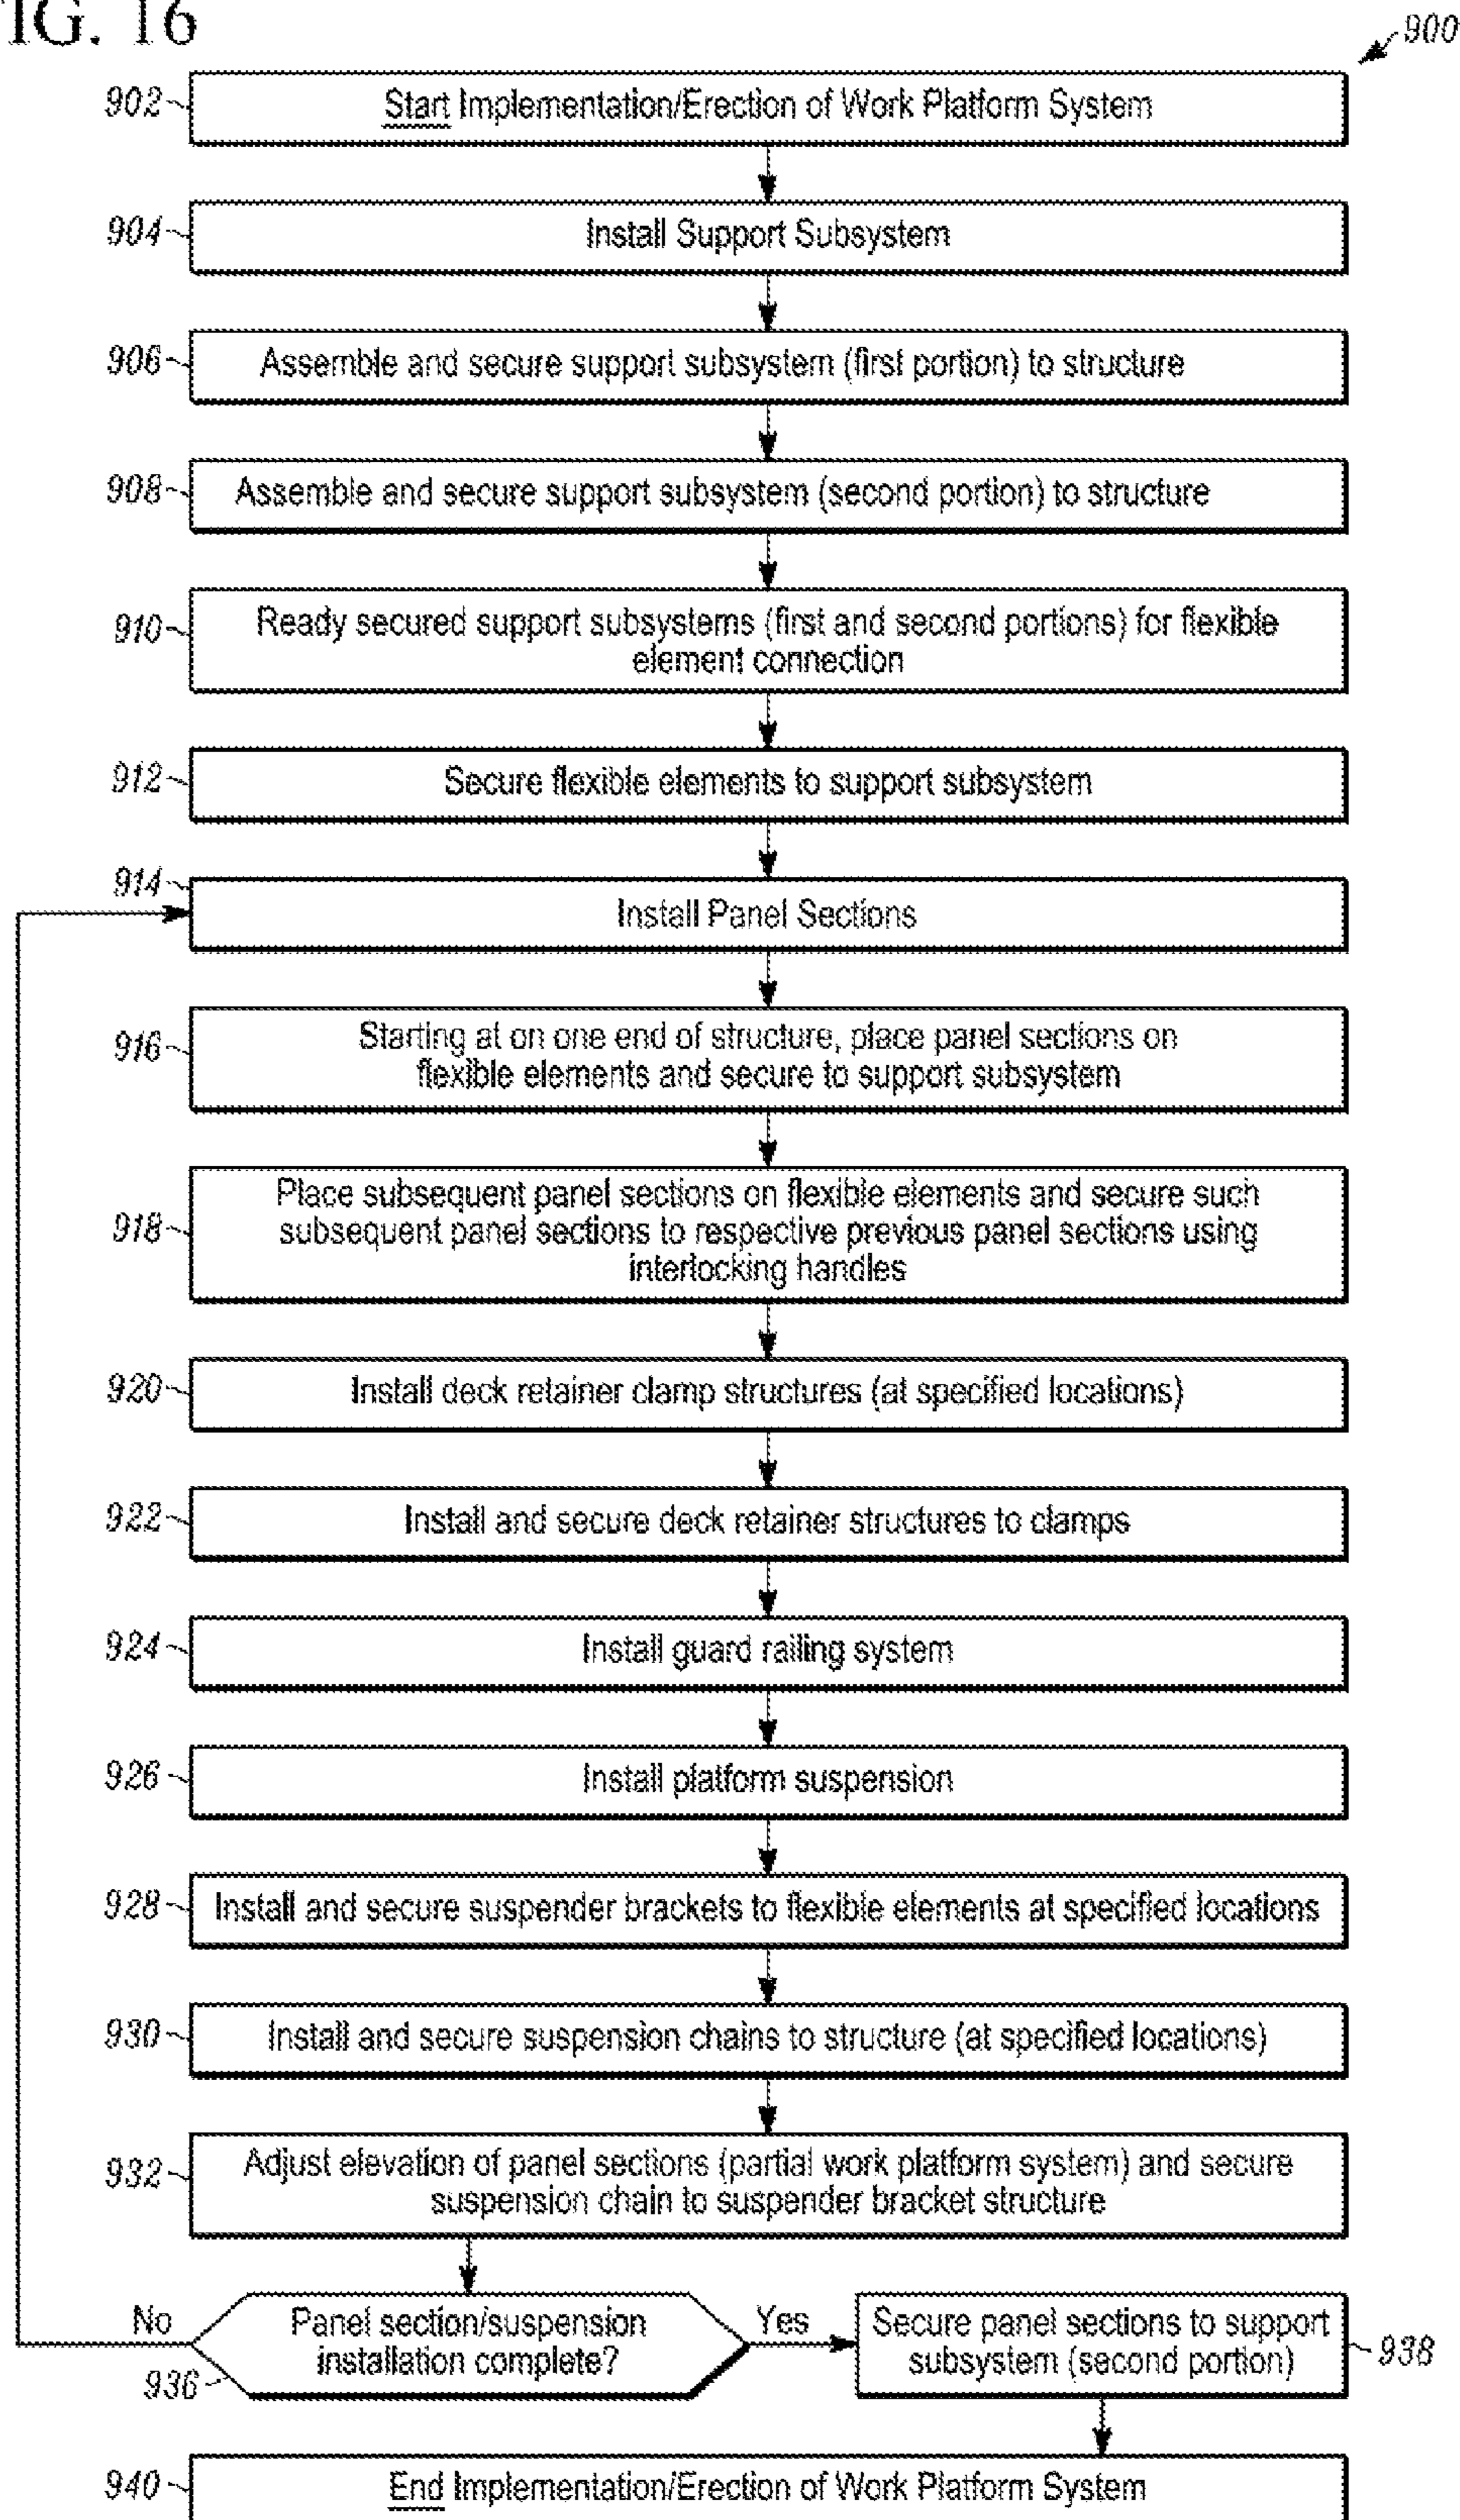 IG. 16
900
902
Start Implementation/Erection of Work Platform System
904
Install Support Subsystem
906
Assemble and secure support subsystem (first portion) to structure
908
Assemble and secure support subsystem (second portion) to structure
910
Ready secured support subsystems (first and second portions) for flexible
element connection
912
Secure flexible elements to support subsystem
914
Install Panel Sections
916
Starting at on one end of structure, place panel sections on
flexible elements and secure to support subsystem
918
Place subsequent panel sections on flexible elements and secure such
subsequent panel sections to respective previous panel sections using
interlocking handles
920
Install deck retainer clamp structures (at specified locations)
922
Install and secure deck retainer structures to clamps
924
Install guard railing system
926
Install platform suspension
928
Install and secure suspender brackets to flexible elements at specified locations
930
Install and secure suspension chains to structure (at specified locations)
932
Adjust elevation of panel sections (partial work platform system) and secure
suspension chain to suspender bracket structure
No
Panel section/suspension
installation complete?
936
Yes
Secure panel sections to support
subsystem (second portion)
938
940
End Implementation/Erection of Work Platform System